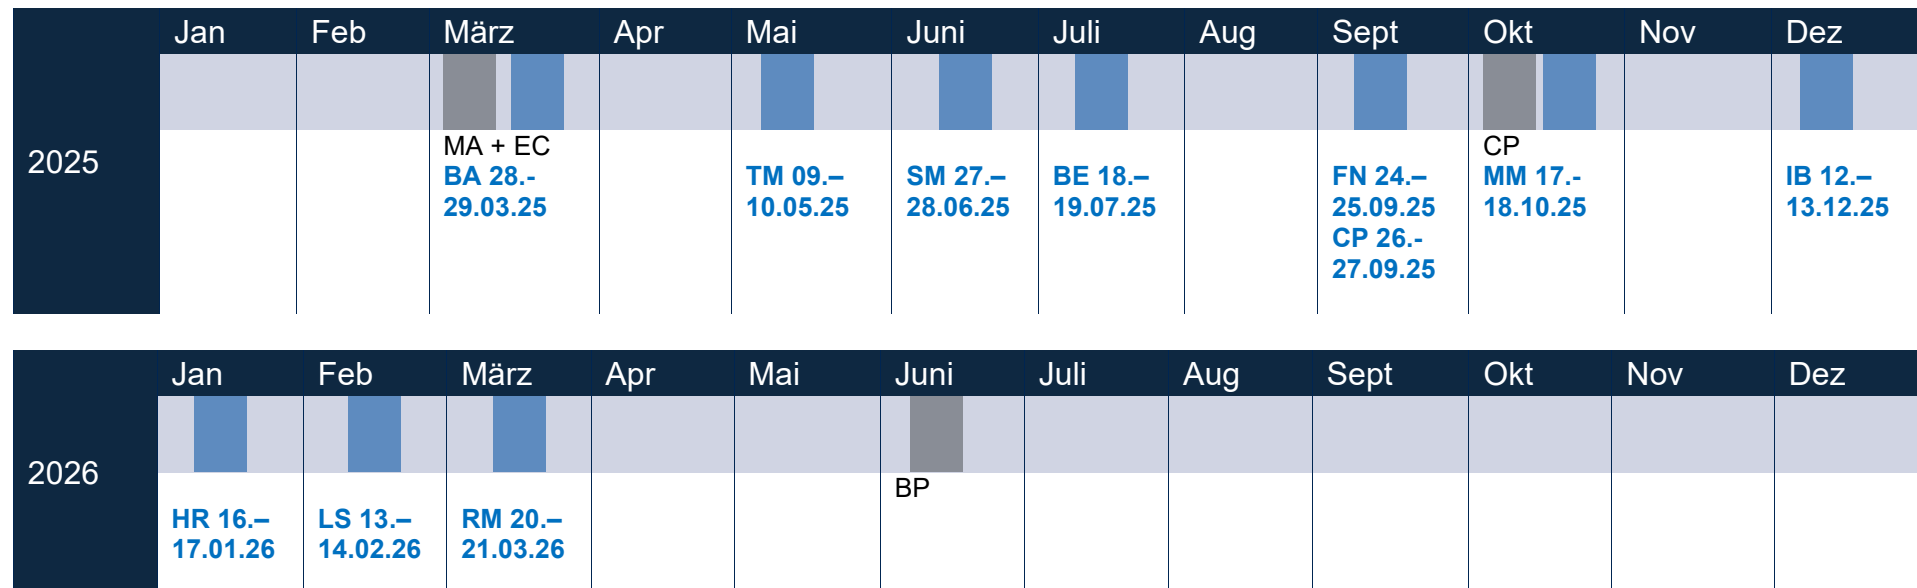 Jan Feb März Apr Mai Juni Juli Aug Sept Okt Nov Dez
2025
MA + EC
BA 28.-
29.03.25
TM 09.–
10.05.25
SM 27.–
28.06.25
BE 18.–
19.07.25
FN 24.–
25.09.25
CP 26.-
27.09.25
CP
MM 17.-
18.10.25
IB 12.–
13.12.25
Jan Feb März Apr Mai Juni Juli Aug Sept Okt Nov Dez
2026
HR 16.–
17.01.26
LS 13.–
14.02.26
RM 20.–
21.03.26
BP